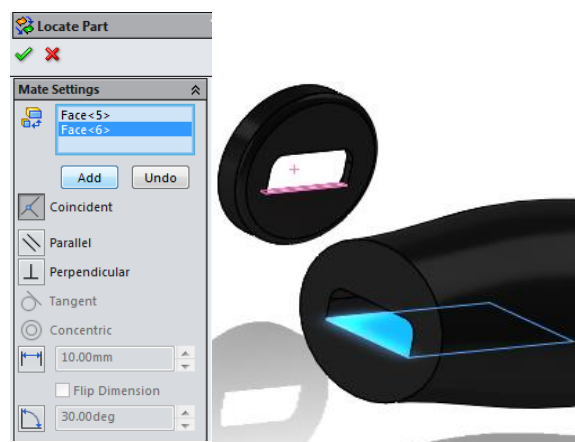 Locate Part
Mate Settings
Face<5>
Face<6>
Add Undo
Coincident
Parallel
Perpendicular
Tangent
Concentric
10.00mm
Flip Dimension
30.00deg